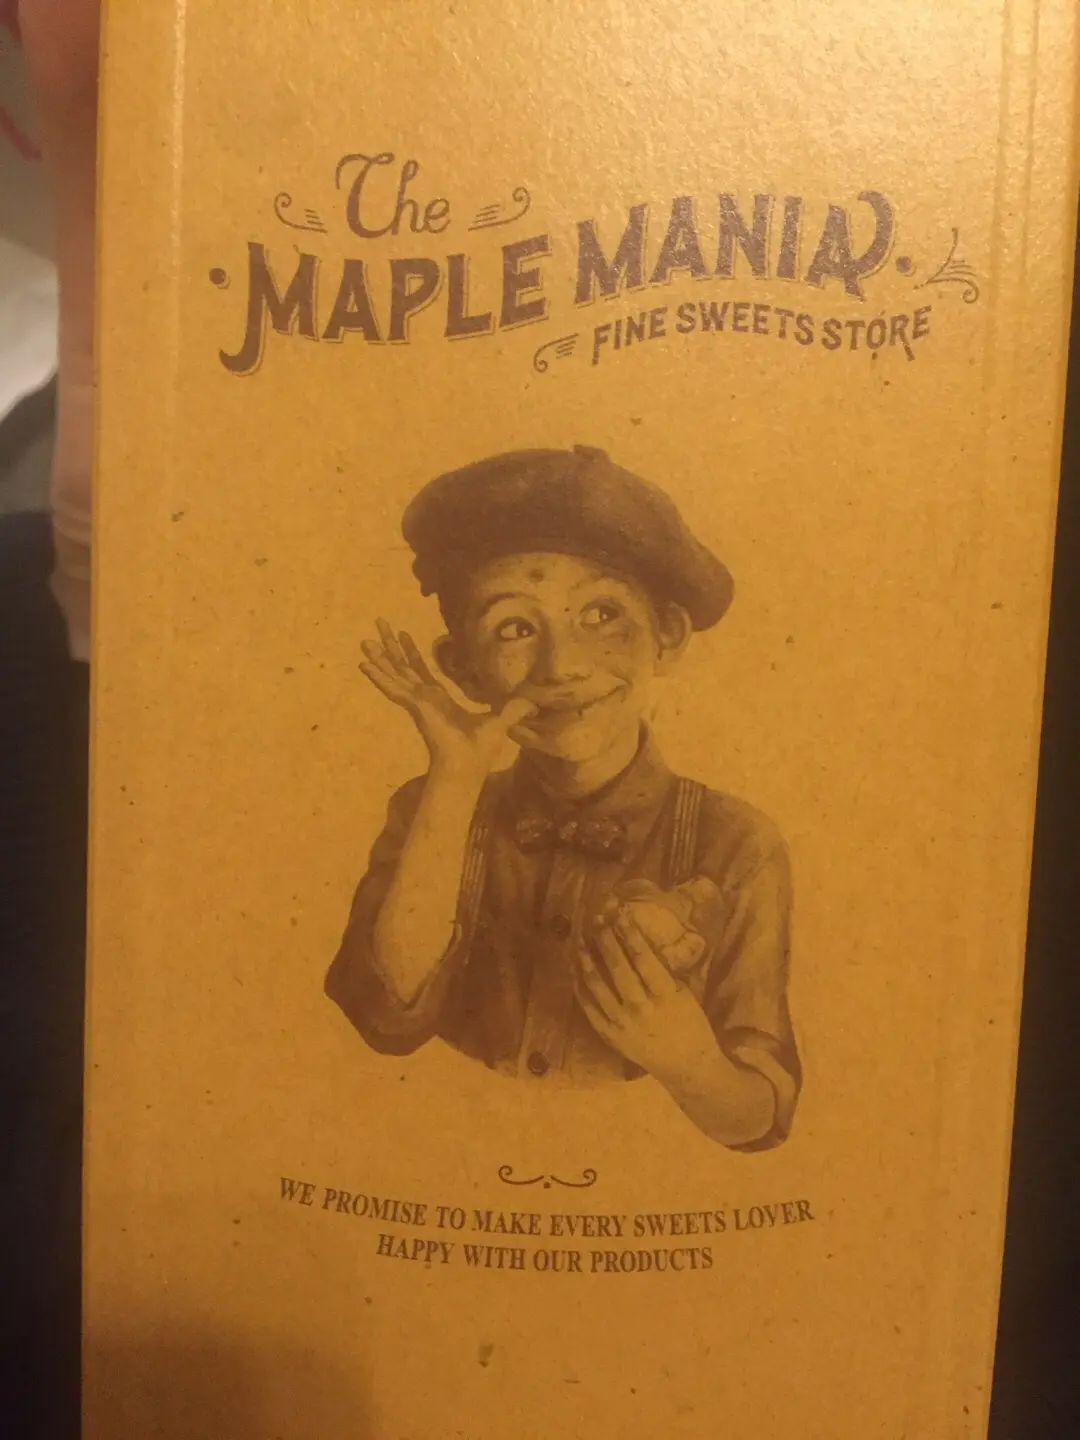 The
MAPLE MANIA
FINE SWEETS STORE
WE PROMISE TO MAKE EVERY SWEETS LOVER
HAPPY WITH OUR PRODUCTS